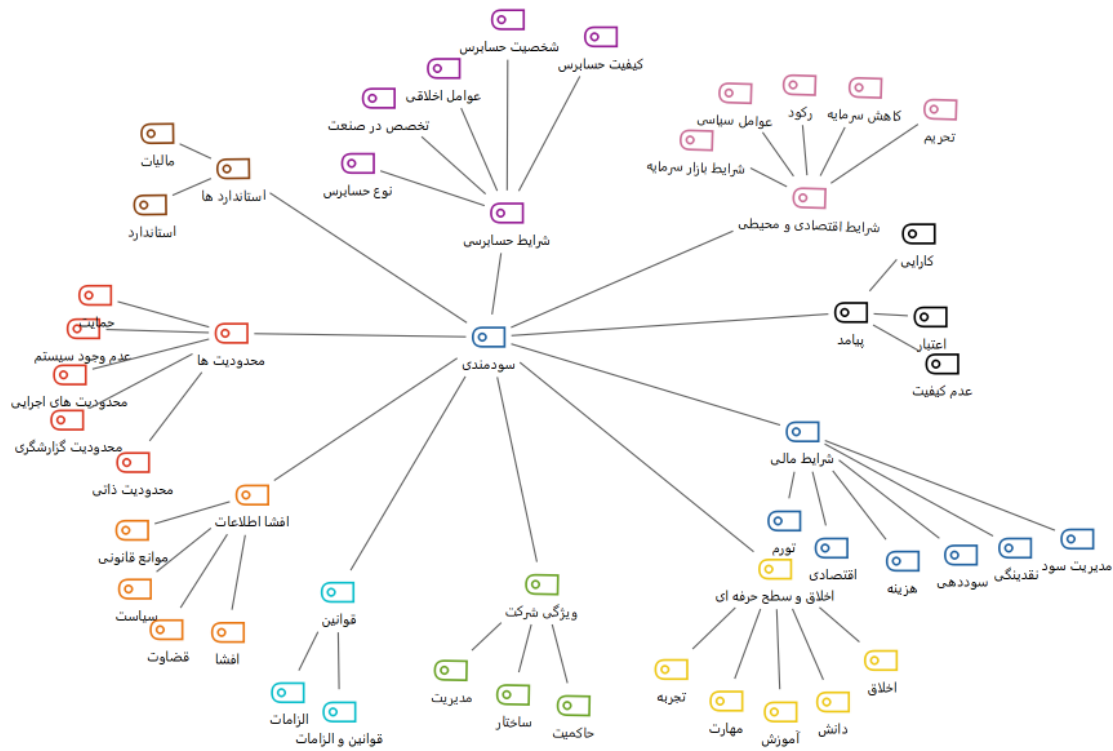 شخصیت حسابرس
کیفیت حسابرس
عوامل اخلاقی
تخصص در صنعت
نوع حسابرس
شرایط حسابرسی
تحریم
کاهش سرمایه
رکود
عوامل سیاسی
شرایط بازار سرمایه
شرایط اقتصادی و محیطی
مالیات
استاندارد ها
استاندارد
کارایی
پیامد
اعتبار
عدم کیفیت
حمایت
عدم وجود سیستم
محدودیت ها
محدودیت های اجرایی
محدودیت گزارشگری
محدودیت ذاتی
سودمندی
شرایط مالی
تورم
اقتصادی
هزینه
سوددهی
نقدینگی
مدیریت سود
افشا اطلاعات
موانع قانونی
سیاست
قضاوت
افشا
قوانین
الزامات
قوانین و الزامات
ویژگی شرکت
مدیریت
ساختار
حاکمیت
اخلاق و سطح حرفه ای
تجربه
مهارت
آموزش
دانش
اخلاق